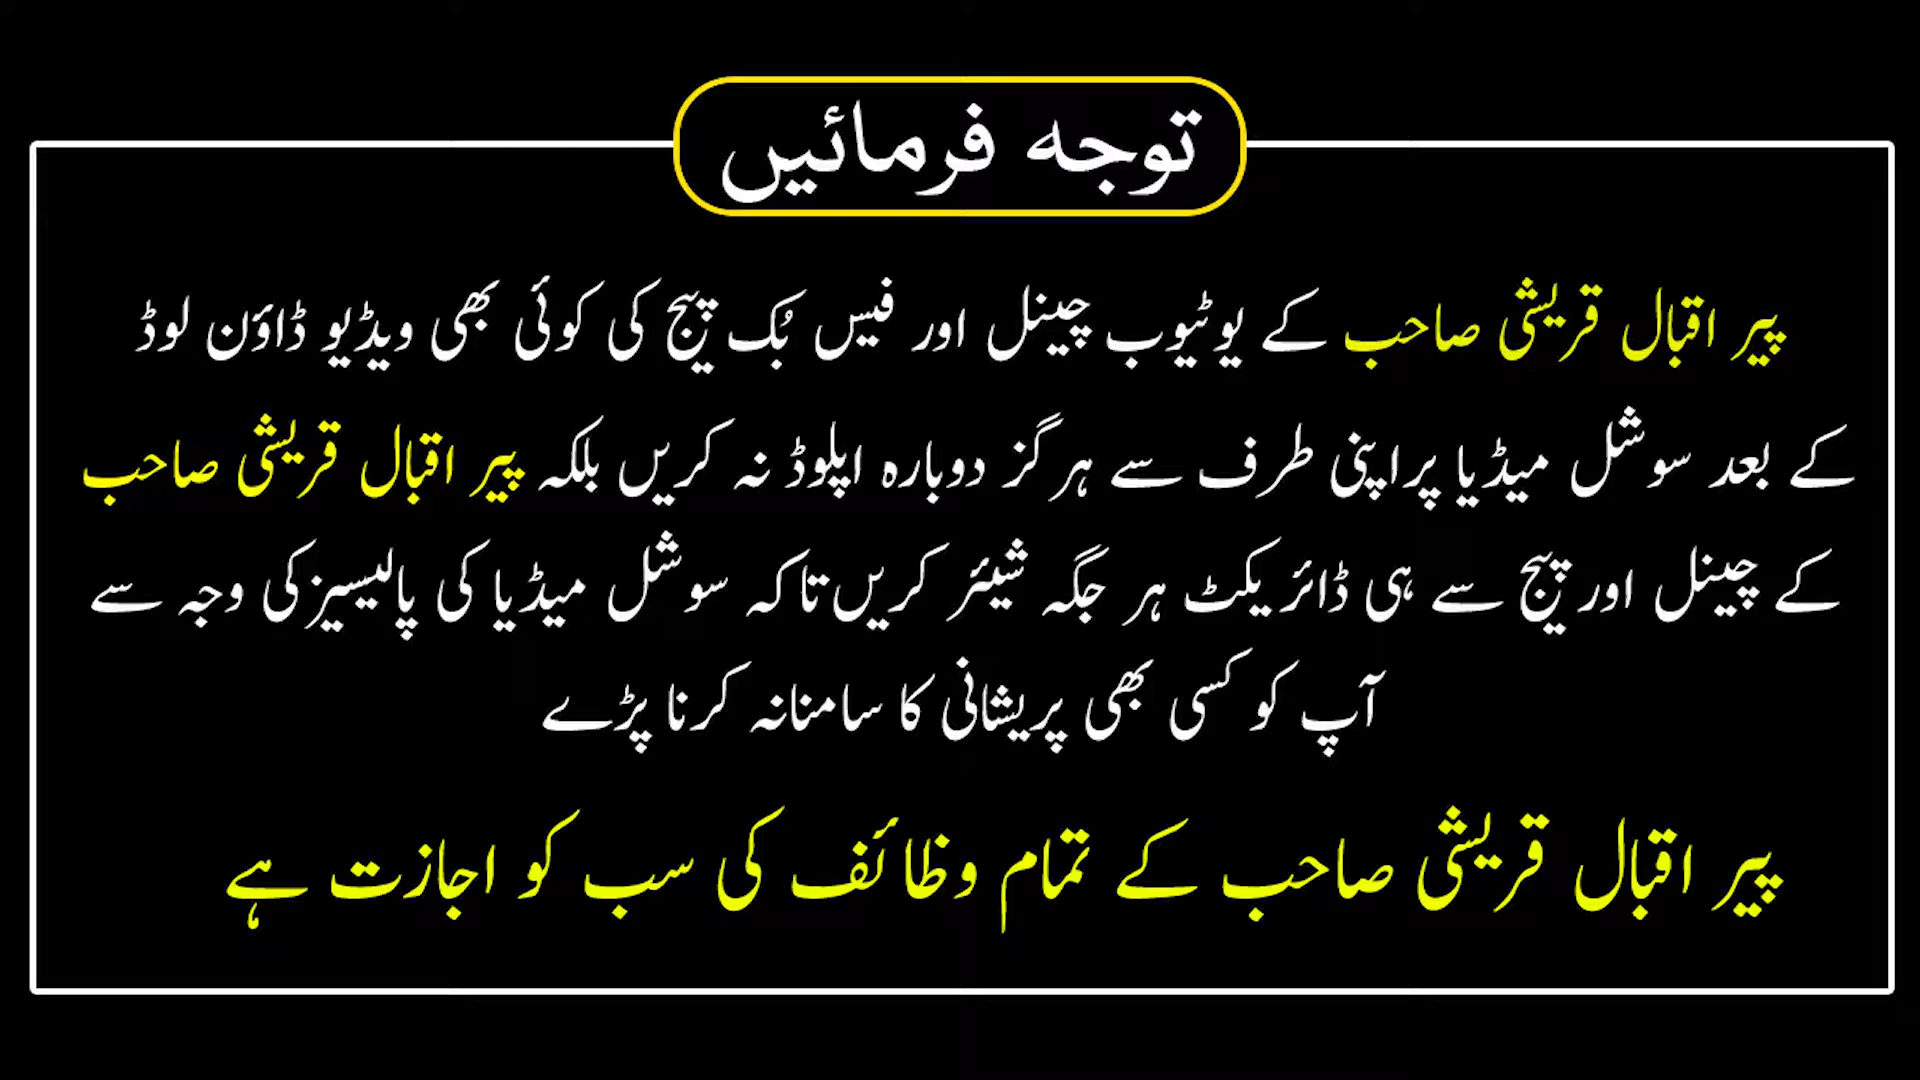 توجہ فرمائیں
پیر اقبال قریشی صاحب کے یوٹیوب چینل اور فیس بُک پیج کی کوئی بھی ویڈیو ڈاؤن لوڈ
کے بعد سوشل میڈیا پر اپنی طرف سے ہرگز دوبارہ اپلوڈ نہ کریں بلکہ پیر اقبال قریشی صاحب
کے چینل اور پیج سے ہی ڈائریکٹ ہر جگہ شیئر کریں تاکہ سوشل میڈیا کی پالیسیز کی وجہ سے
آپ کو کسی بھی پریشانی کا سامنا نہ کرنا پڑے
پیر اقبال قریشی صاحب کے تمام وظائف کی سب کو اجازت ہے